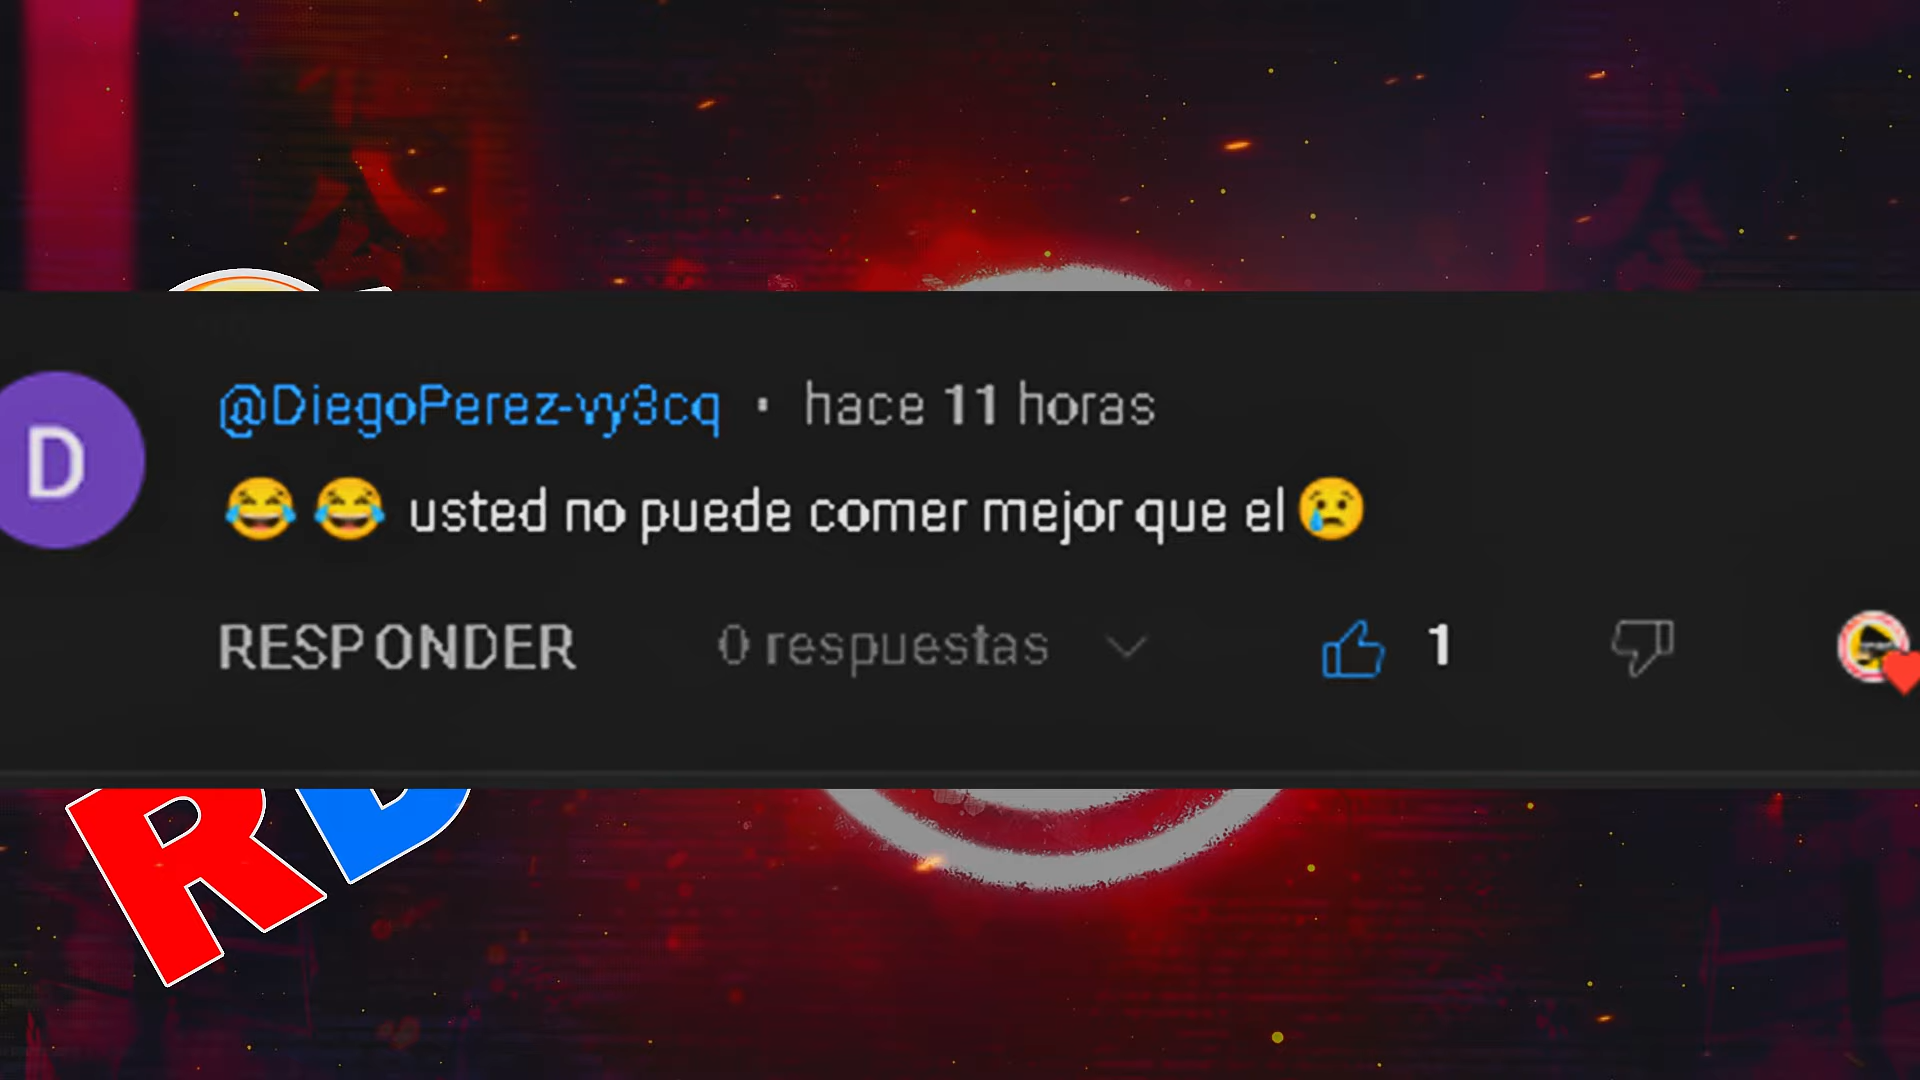 D
@DiegoPerez-vy3cq · hace 11 horas
😂 😂 usted no puede comer mejor que el 😢
RESPONDER 0 respuestas 1
R